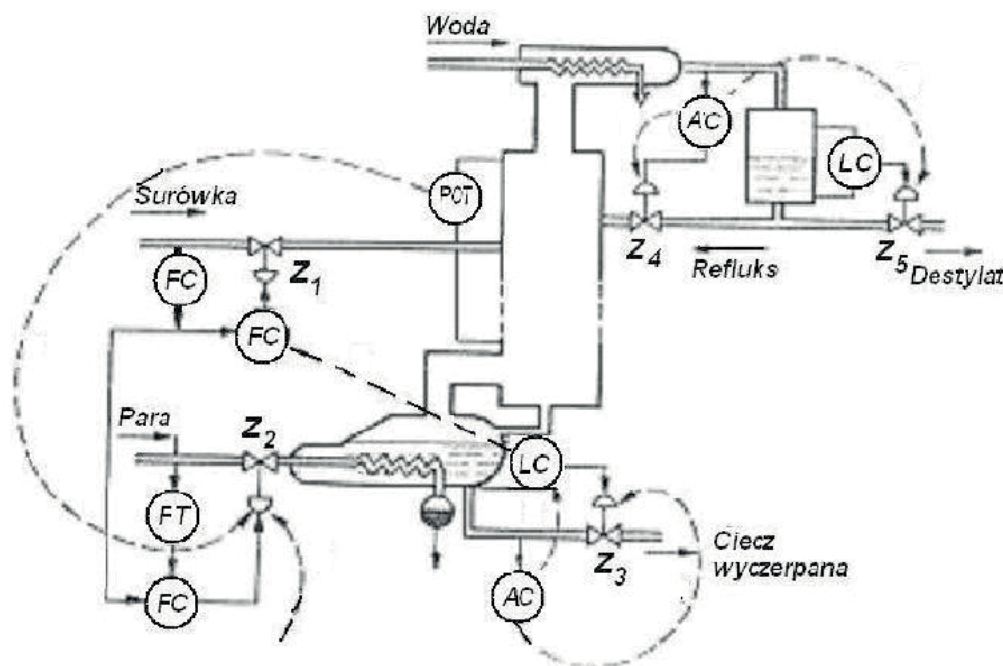 Woda
AC
LC
Surówka
POT
Z4
Refluks
Z5
Destylat
FC
Z1
FC
Para
Z2
LC
FT
Z3
Ciecz
wyczerpana
FC
AC